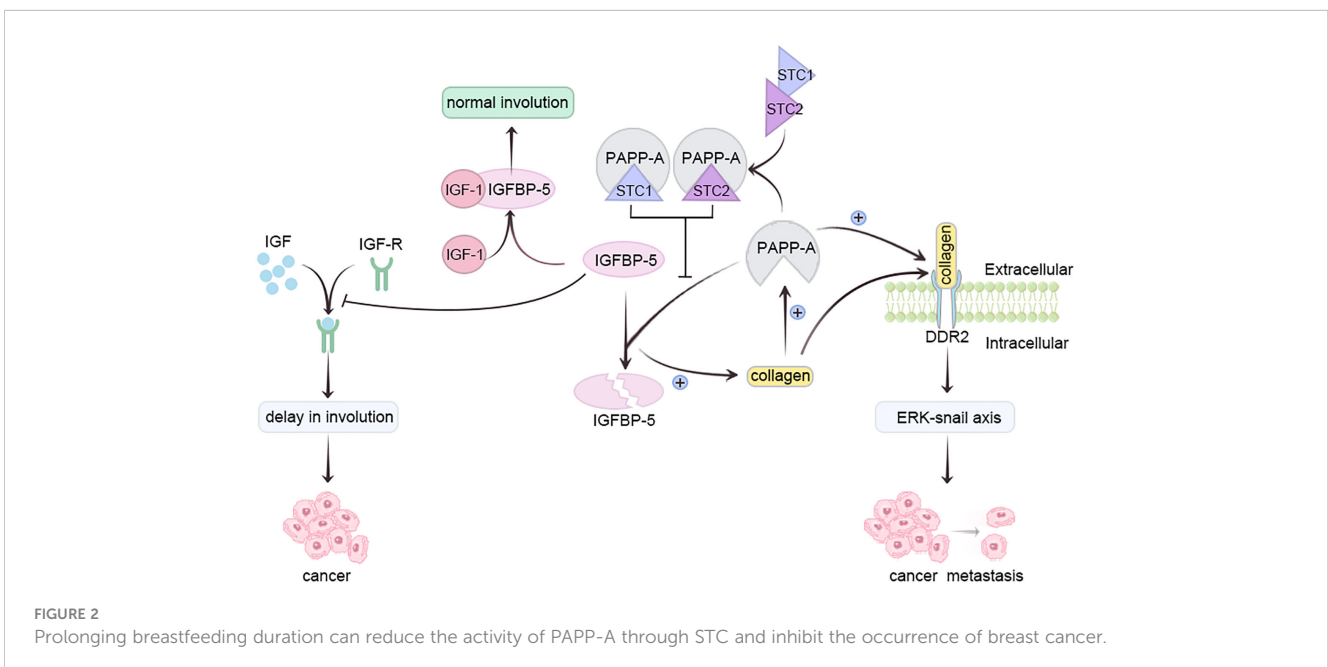 STC1
STC2
normal involution
PAPP-A
PAPP-A
STC1
STC2
IGF-1
IGFBP-5
IGF
IGF-R
IGF-1
IGFBP-5
PAPP-A
+
collagen
Extracellular
Intracellular
DDR2
+
+
collagen
IGFBP-5
delay in involution
ERK-snail axis
cancer
cancer metastasis
FIGURE 2
Prolonging breastfeeding duration can reduce the activity of PAPP-A through STC and inhibit the occurrence of breast cancer.